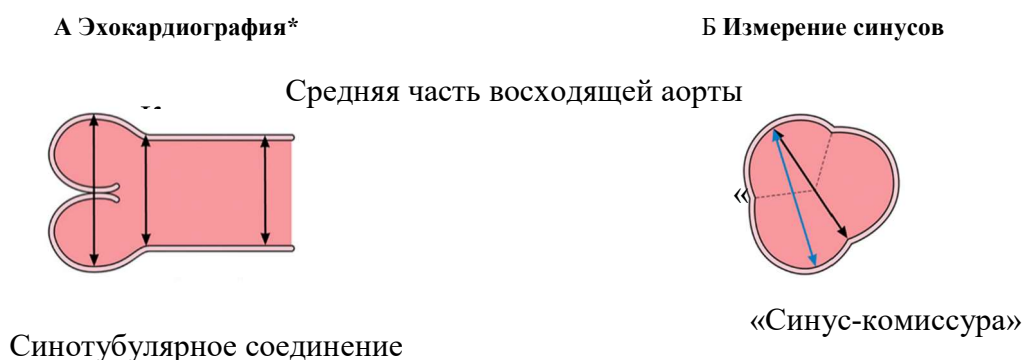 А Эхокардиография*
Б Измерение синусов
Средняя часть восходящей аорты
«
«Синус-комиссура»
Синотубулярное соединение